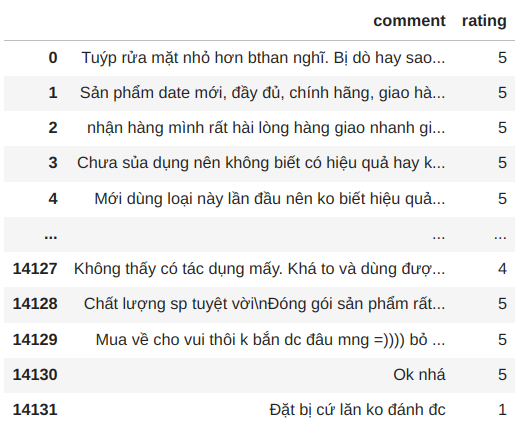 comment rating
0 Tuýp rửa mặt nhỏ hơn bthan nghĩ. Bị dò hay sao... 5
1 Sản phẩm date mới, đầy đủ, chính hãng, giao hà... 5
2 nhận hàng mình rất hài lòng hàng giao nhanh gi... 5
3 Chưa sủa dụng nên không biết có hiệu quả hay k... 5
4 Mới dùng loại này lần đầu nên ko biết hiệu quả... 5
... ... ...
14127 Không thấy có tác dụng mấy. Khá to và dùng đượ... 4
14128 Chất lượng sp tuyệt vời\nĐóng gói sản phẩm rất... 5
14129 Mua về cho vui thôi k bắn dc đâu mng =)))) bỏ ... 5
14130 Ok nhá 5
14131 Đặt bị cứ lăn ko đánh đc 1